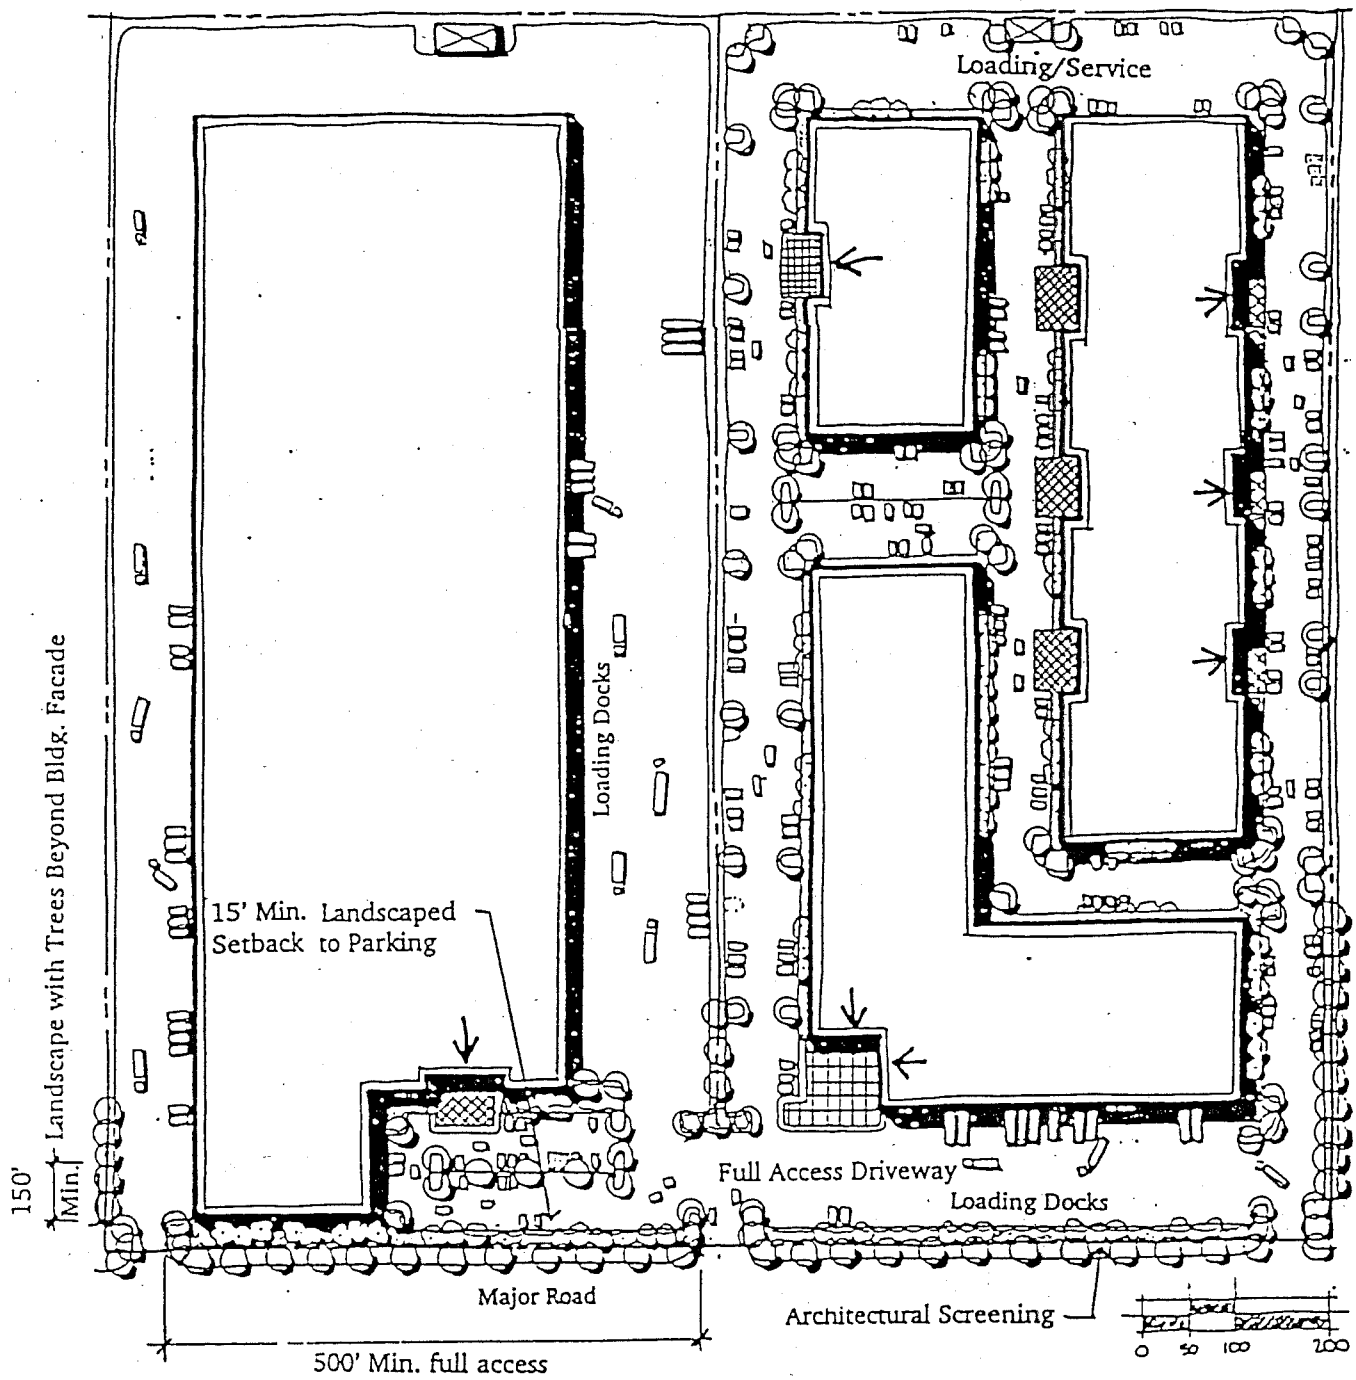 Loading/Service
Landscape with Trees Beyond Bldg. Facade
150'
Min.
Loading Docks
15' Min. Landscaped
Setback to Parking
Full Access Driveway
Loading Docks
Major Road
Architectural Screening
500' Min. full access
0 50 100 200